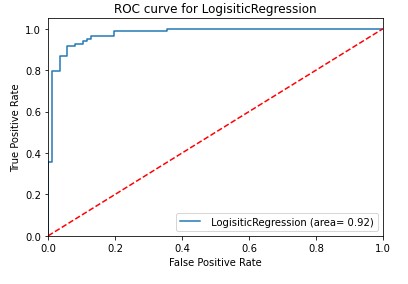 ROC curve for LogisiticRegression
True Positive Rate
1.0
0.8
0.6
0.4
0.2
0.0
LogisiticRegression (area= 0.92)
0.0 0.2 0.4 0.6 0.8 1.0
False Positive Rate